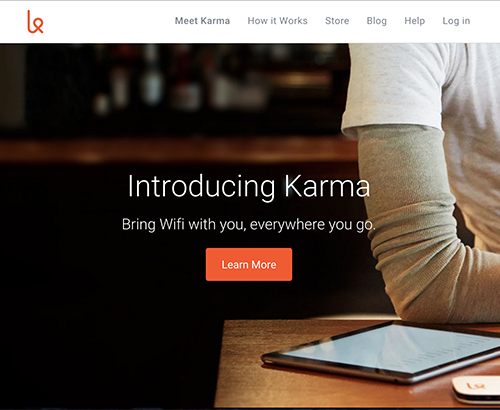 Meet Karma How it Works Store Blog Help Log in
Introducing Karma
Bring Wifi with you, everywhere you go.
Learn More